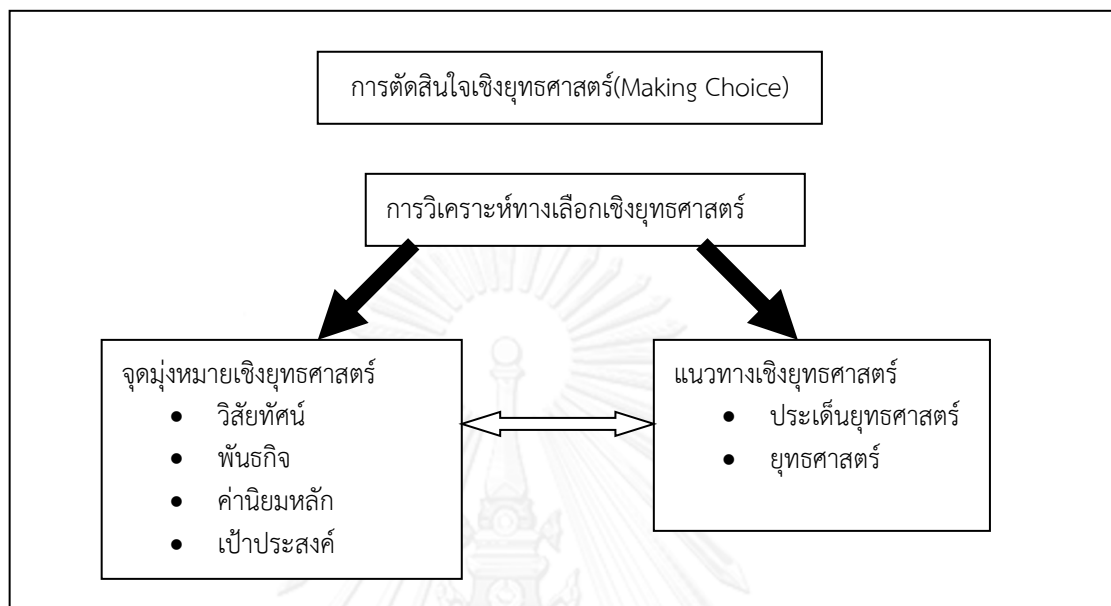 การตัดสินใจเชิงยุทธศาสตร์(Making Choice)
การวิเคราะห์ทางเลือกเชิงยุทธศาสตร์
จุดมุ่งหมายเชิงยุทธศาสตร์
• วิสัยทัศน์
• พันธกิจ
• ค่านิยมหลัก
• เป้าประสงค์
แนวทางเชิงยุทธศาสตร์
• ประเด็นยุทธศาสตร์
• ยุทธศาสตร์